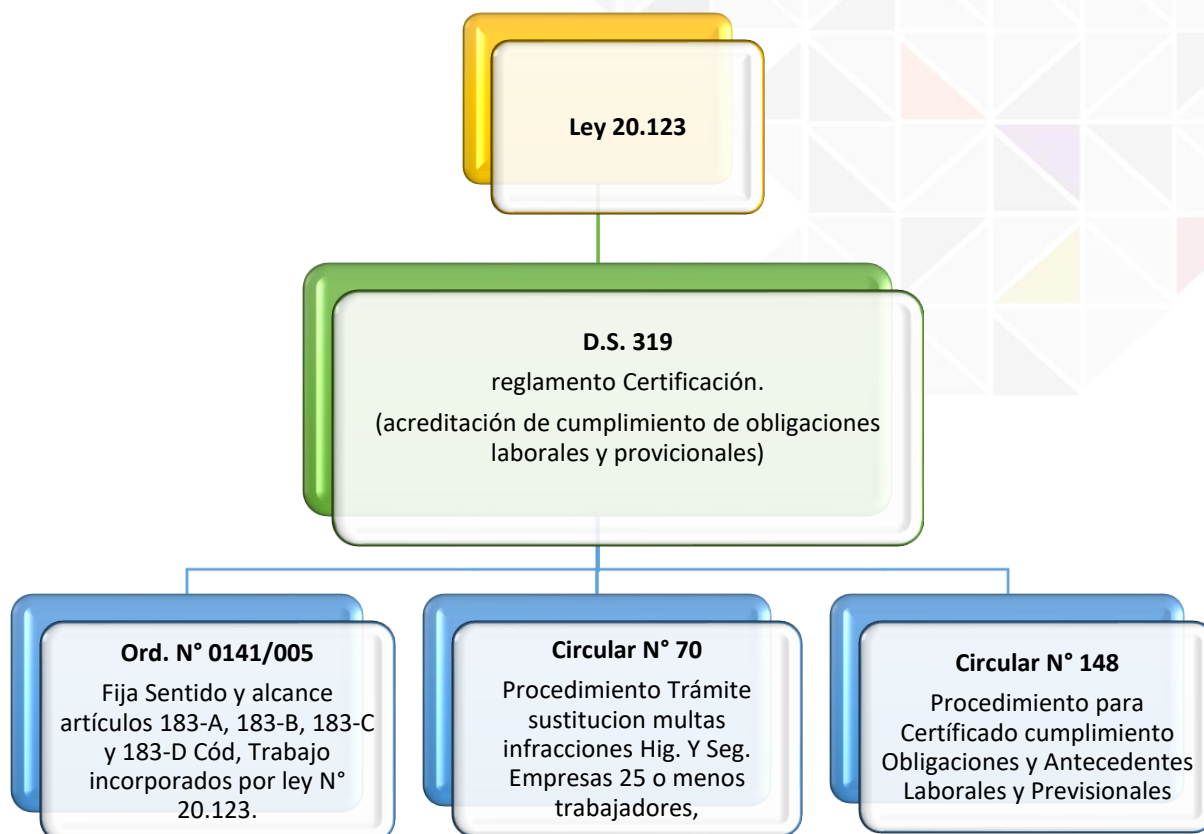 Ley 20.123
D.S. 319
reglamento Certificación.
(acreditación de cumplimiento de obligaciones
laborales y provicionales)
Ord. N° 0141/005
Fija Sentido y alcance
artículos 183-A, 183-B, 183-C
y 183-D Cód, Trabajo
incorporados por ley N°
20.123.
Circular N° 70
Procedimiento Trámite
sustitucion multas
infracciones Hig. Y Seg.
Empresas 25 o menos
trabajadores,
Circular N° 148
Procedimiento para
Certíficado cumplimiento
Obligaciones y Antecedentes
Laborales y Previsionales